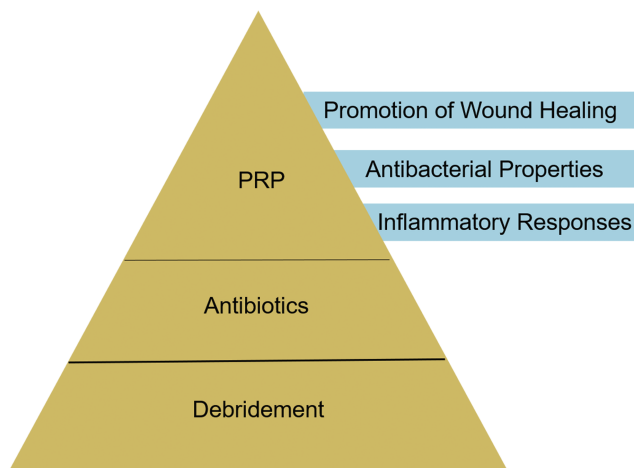 Promotion of Wound Healing
Antibacterial Properties
PRP
Inflammatory Responses
Antibiotics
Debridement